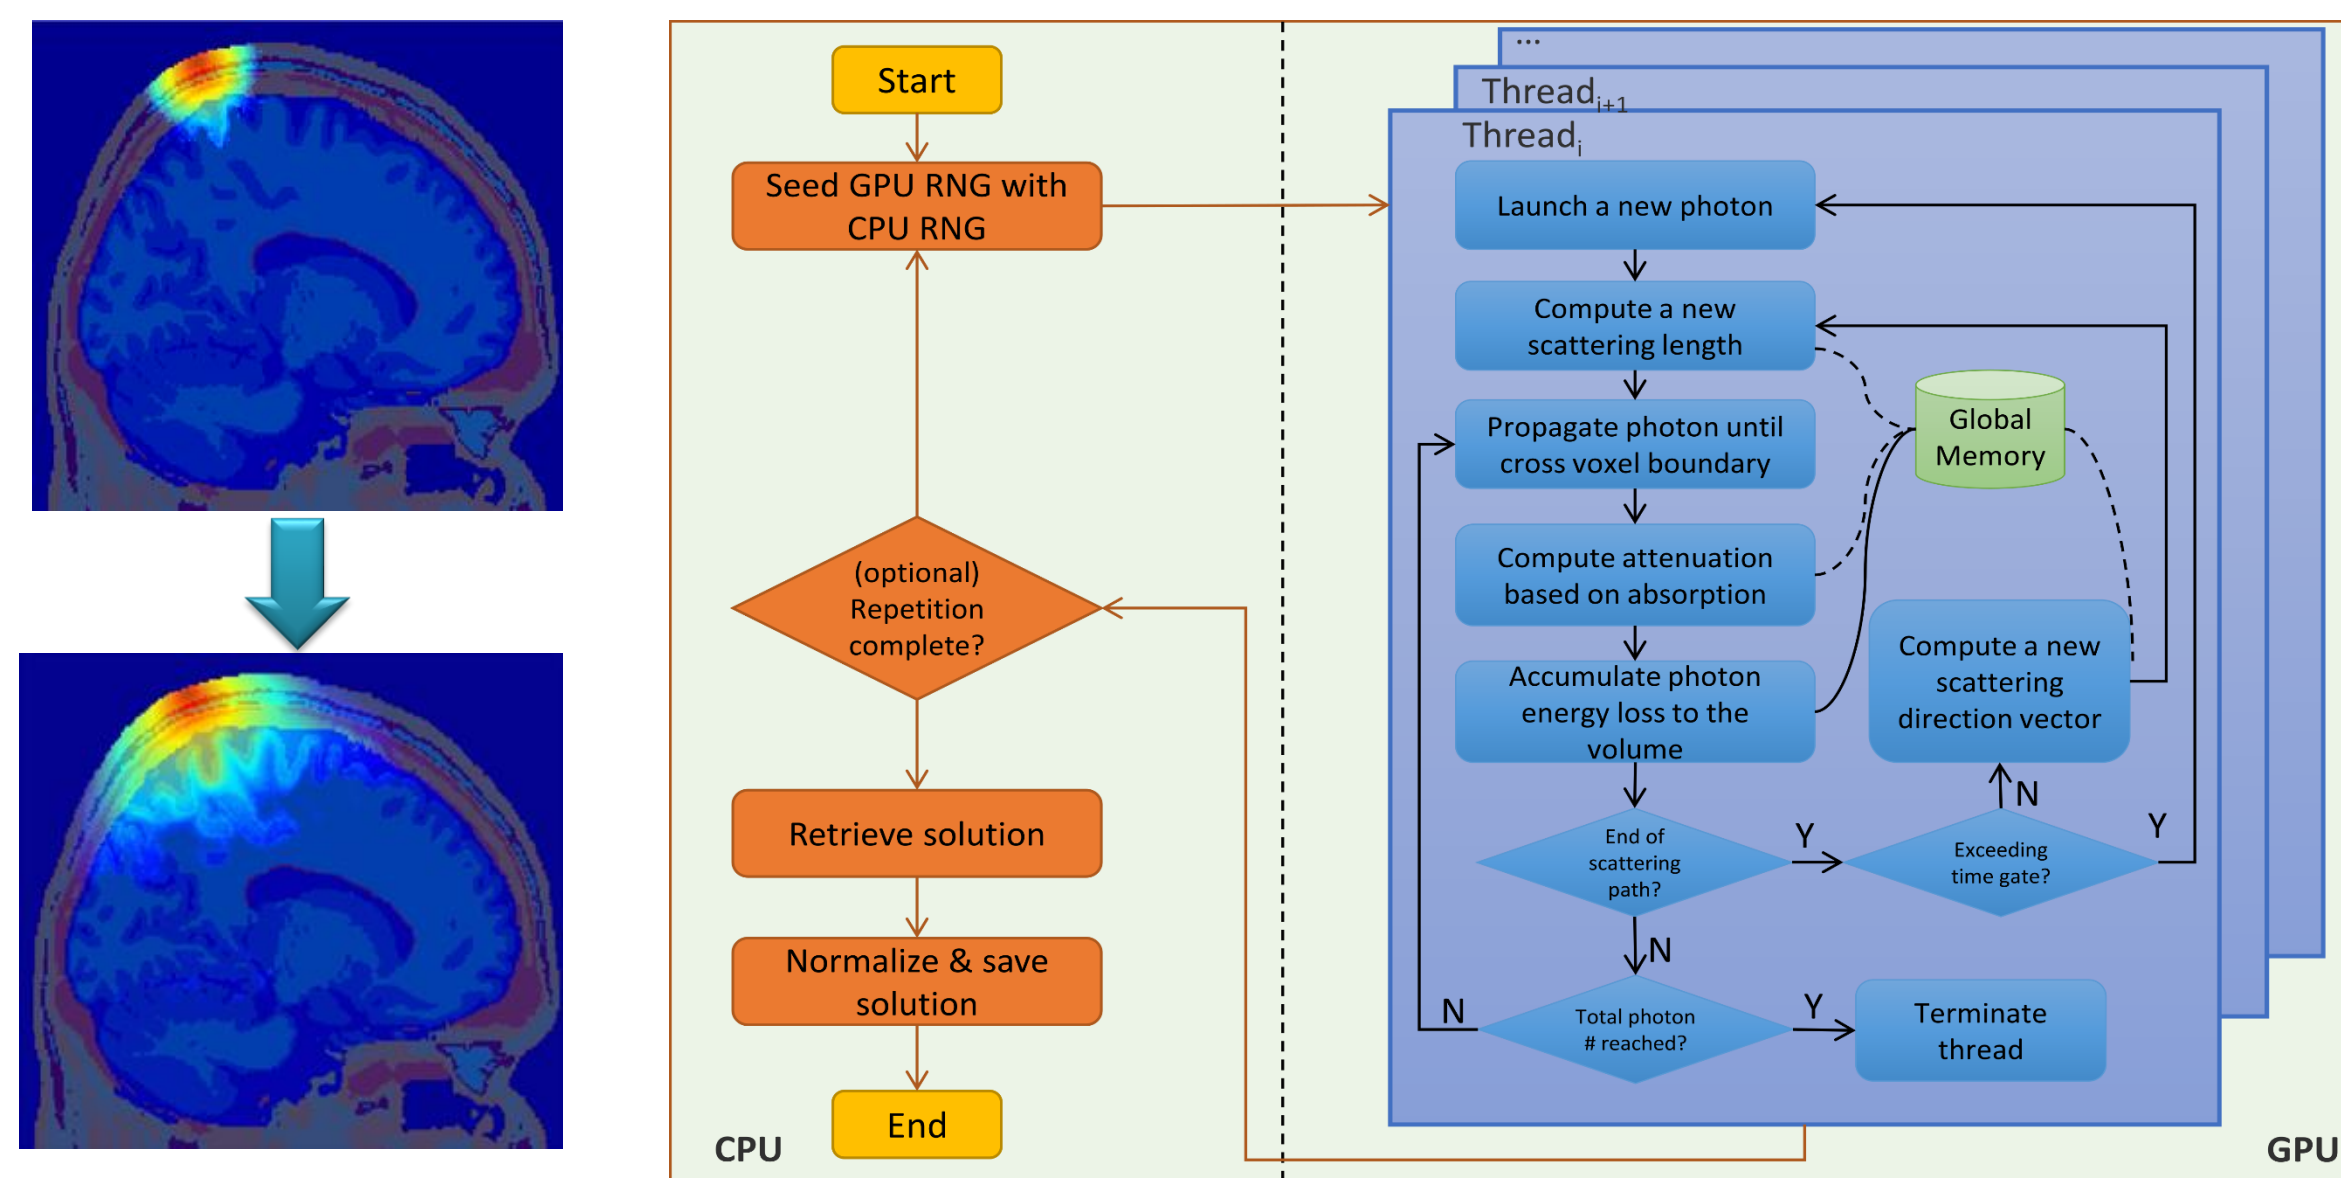 Start
Seed GPU RNG with
CPU RNG
(optional)
Repetition
complete?
Retrieve solution
Normalize & save
solution
End
CPU
...
Threadi+1
Threadi
Launch a new photon
Compute a new
scattering length
Propagate photon until
cross voxel boundary
Compute attenuation
based on absorption
Accumulate photon
energy loss to the
volume
Global
Memory
Compute a new
scattering
direction vector
N
Y
End of
scattering
path?
Y
Exceeding
time gate?
N
N
Total photon
# reached?
Y
Terminate
thread
GPU